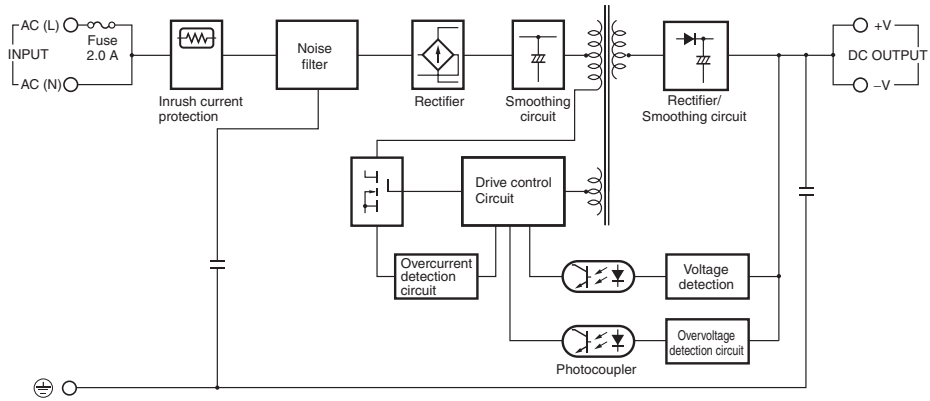 AC (L)
Fuse
2.0 A
INPUT
AC (N)
Inrush current
protection
Noise
filter
Rectifier
Smoothing
circuit
Rectifier/
Smoothing circuit
+V
DC OUTPUT
–V
Drive control
Circuit
Overcurrent
detection
circuit
Voltage
detection
Overvoltage
detection circuit
Photocoupler